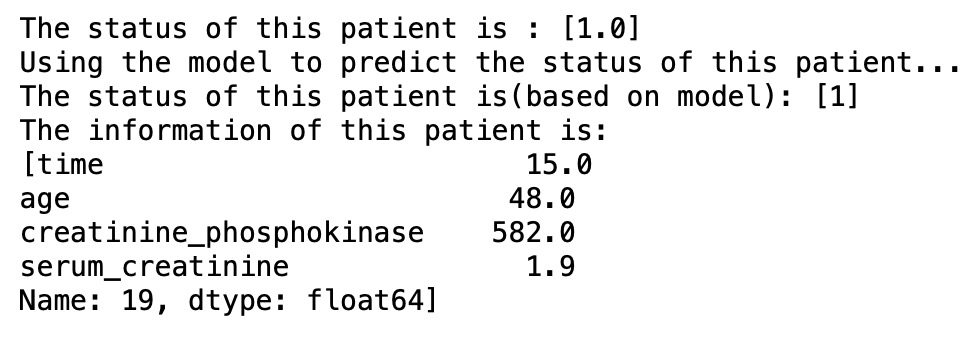 The status of this patient is : [1.0]
Using the model to predict the status of this patient...
The status of this patient is(based on model): [1]
The information of this patient is:
[time                         15.0
age                          48.0
creatinine_phosphokinase    582.0
serum_creatinine              1.9
Name: 19, dtype: float64]